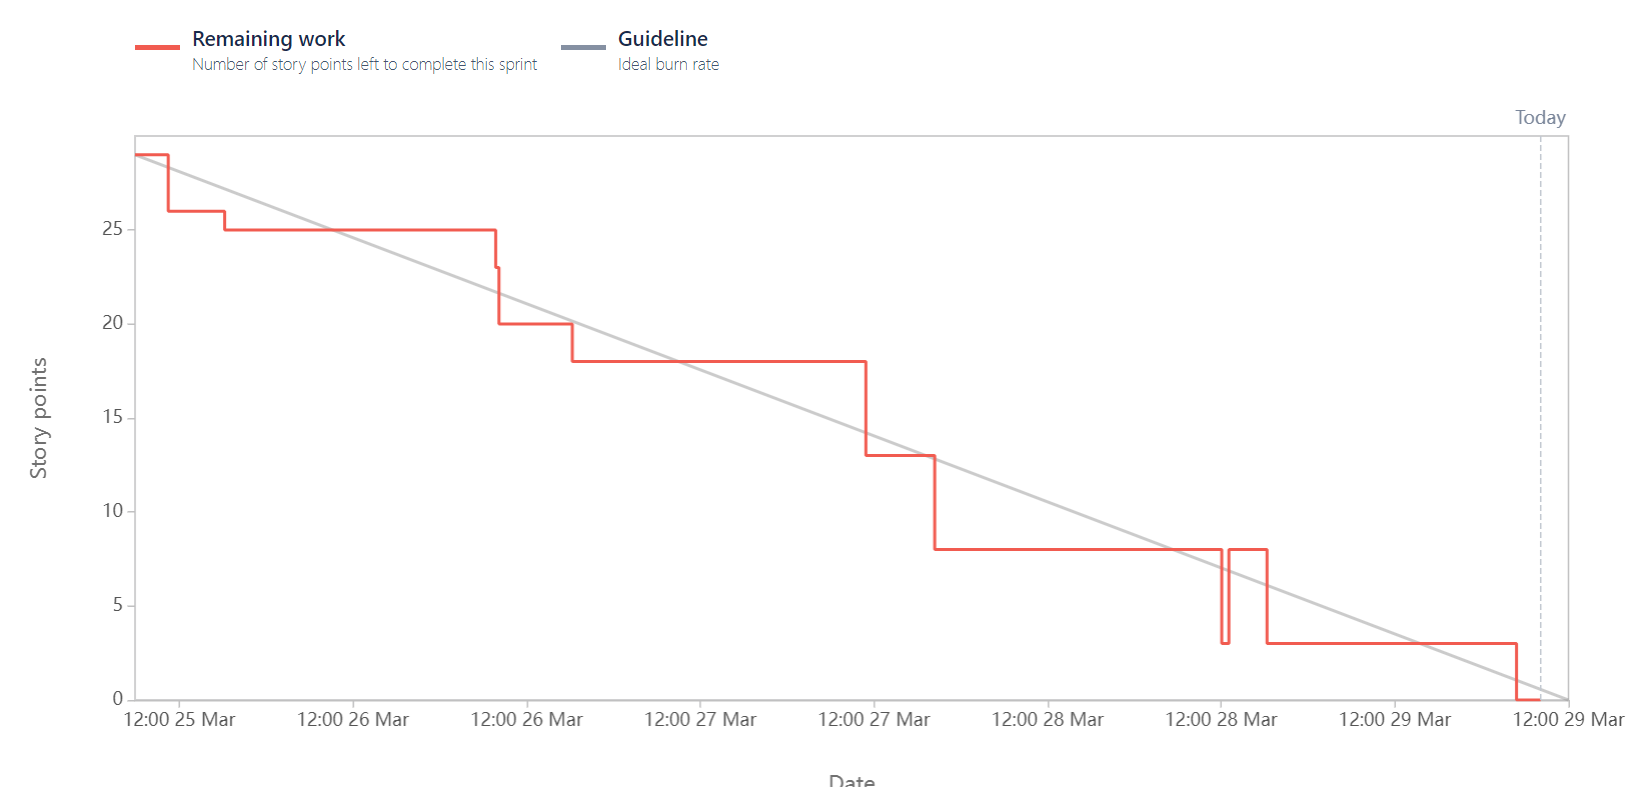 Remaining work
Number of story points left to complete this sprint
Guideline
Ideal burn rate
Today
25
20
15
10
5
0
Story points
12:00 25 Mar
12:00 26 Mar
12:00 26 Mar
12:00 27 Mar
12:00 27 Mar
12:00 28 Mar
12:00 28 Mar
12:00 29 Mar
12:00 29 Mar
Date